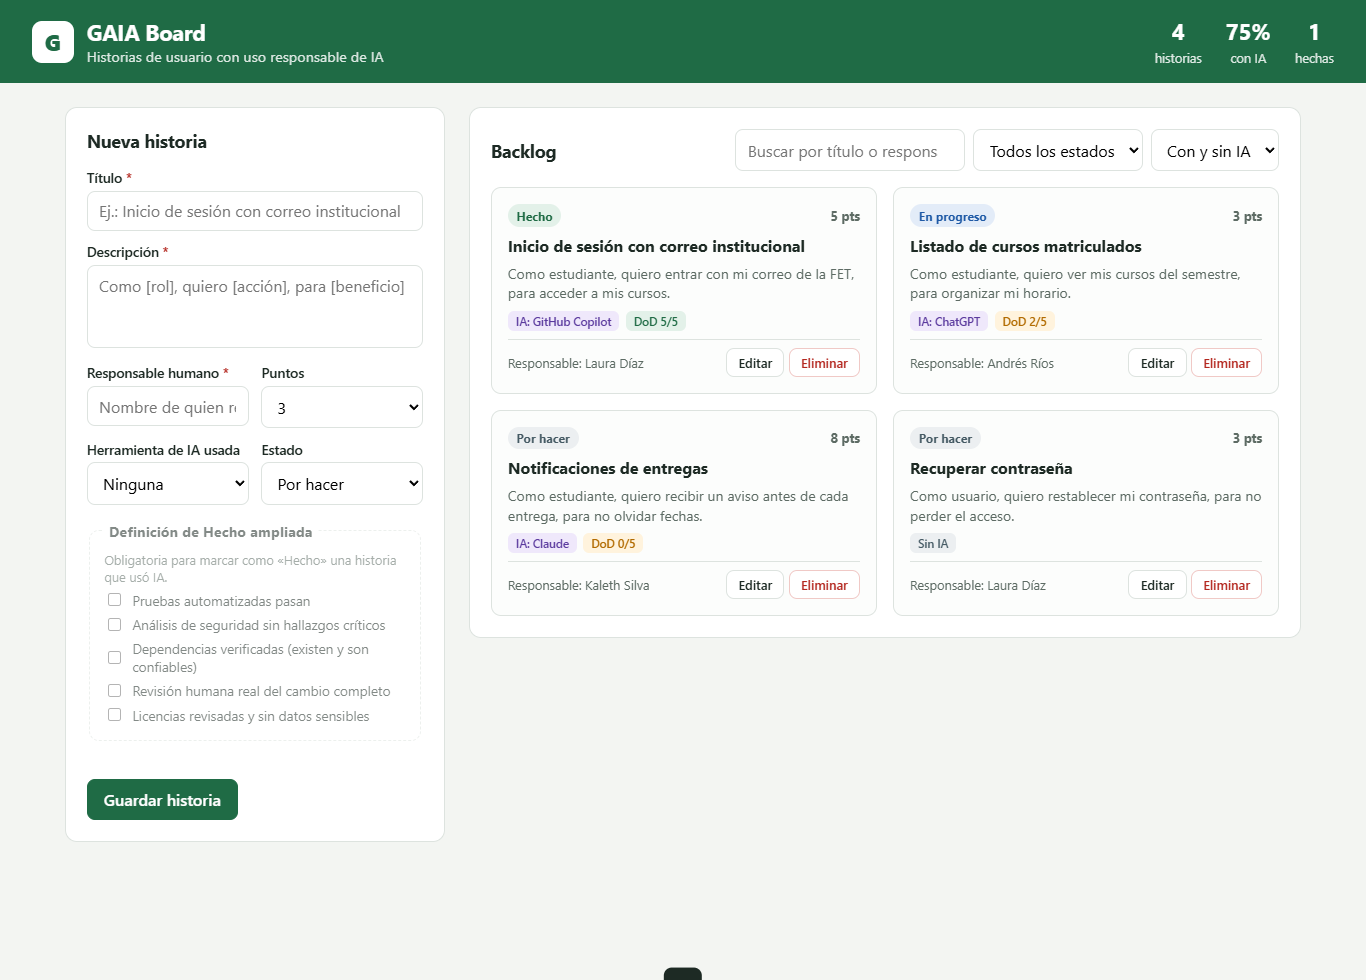 G
GAIA Board
Historias de usuario con uso responsable de IA
4
historias
75%
con IA
1
hechas
Nueva historia
Título *
Ej.: Inicio de sesión con correo institucional
Descripción *
Como [rol], quiero [acción], para [beneficio]
Responsable humano *
Puntos
Nombre de quien r
3
Herramienta de IA usada
Estado
Ninguna
Por hacer
Definición de Hecho ampliada
Obligatoria para marcar como «Hecho» una historia
que usó IA.
Pruebas automatizadas pasan
Análisis de seguridad sin hallazgos críticos
Dependencias verificadas (existen y son
confiables)
Revisión humana real del cambio completo
Licencias revisadas y sin datos sensibles
Guardar historia
Backlog
Buscar por título o respons
Todos los estados
Con y sin IA
Hecho
5 pts
Inicio de sesión con correo institucional
Como estudiante, quiero entrar con mi correo de la FET,
para acceder a mis cursos.
IA: GitHub Copilot
DoD 5/5
Responsable: Laura Díaz
Editar
Eliminar
En progreso
3 pts
Listado de cursos matriculados
Como estudiante, quiero ver mis cursos del semestre,
para organizar mi horario.
IA: ChatGPT
DoD 2/5
Responsable: Andrés Ríos
Editar
Eliminar
Por hacer
8 pts
Notificaciones de entregas
Como estudiante, quiero recibir un aviso antes de cada
entrega, para no olvidar fechas.
IA: Claude
DoD 0/5
Responsable: Kaleth Silva
Editar
Eliminar
Por hacer
3 pts
Recuperar contraseña
Como usuario, quiero restablecer mi contraseña, para no
perder el acceso.
Sin IA
Responsable: Laura Díaz
Editar
Eliminar